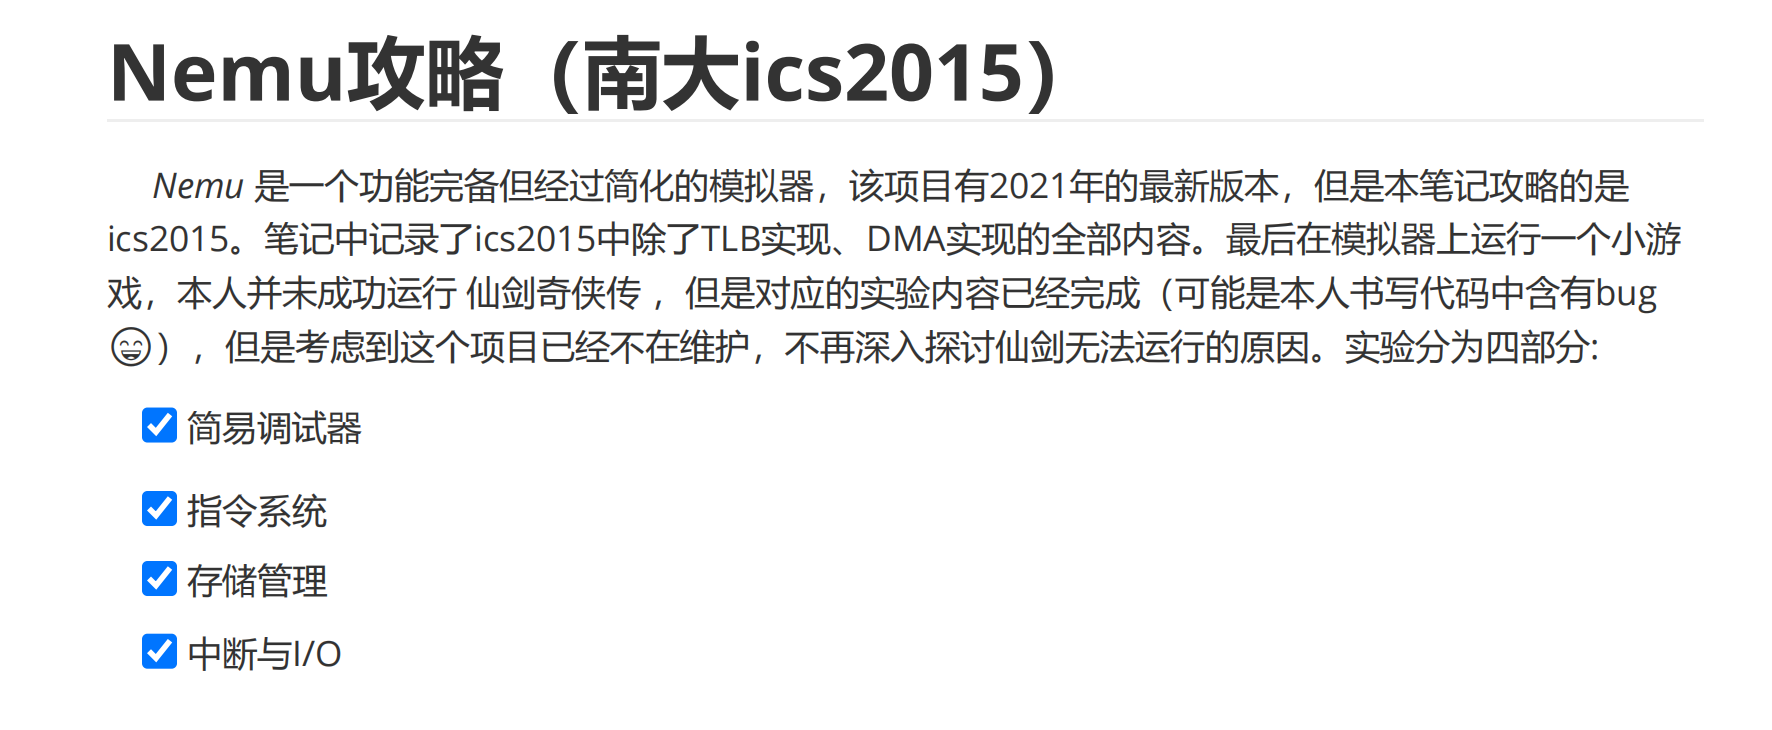 Nemu攻略（南大ics2015）
Nemu 是一个功能完备但经过简化的模拟器，该项目有2021年的最新版本，但是本笔记攻略的是
ics2015。笔记中记录了ics2015中除了TLB实现、DMA实现的全部内容。最后在模拟器上运行一个小游
戏，本人并未成功运行 仙剑奇侠传 ，但是对应的实验内容已经完成（可能是本人书写代码中含有bug
😄），但是考虑到这个项目已经不在维护，不再深入探讨仙剑无法运行的原因。实验分为四部分:
简易调试器
指令系统
存储管理
中断与I/O